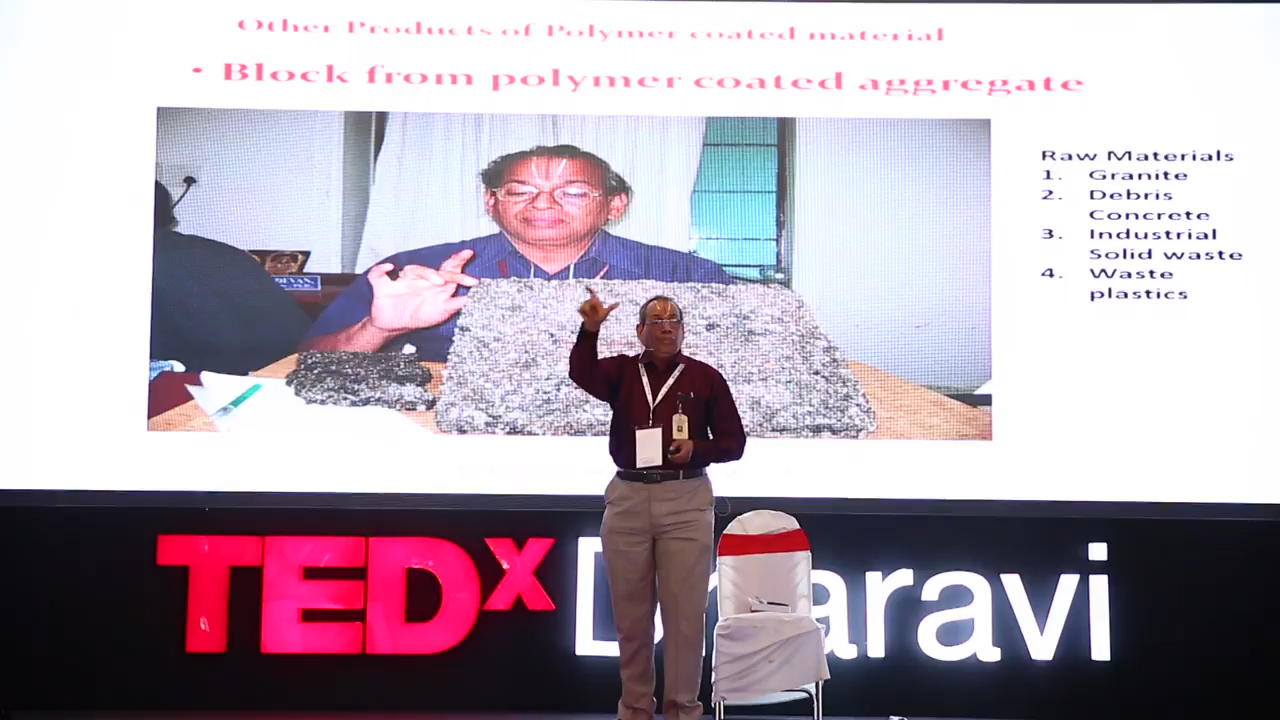 Other Products of Polymer coated material
• Block from polymer coated aggregate
Raw Materials
1. Granite
2. Debris
Concrete
3. Industrial
Solid waste
4. Waste
plastics
TEDx